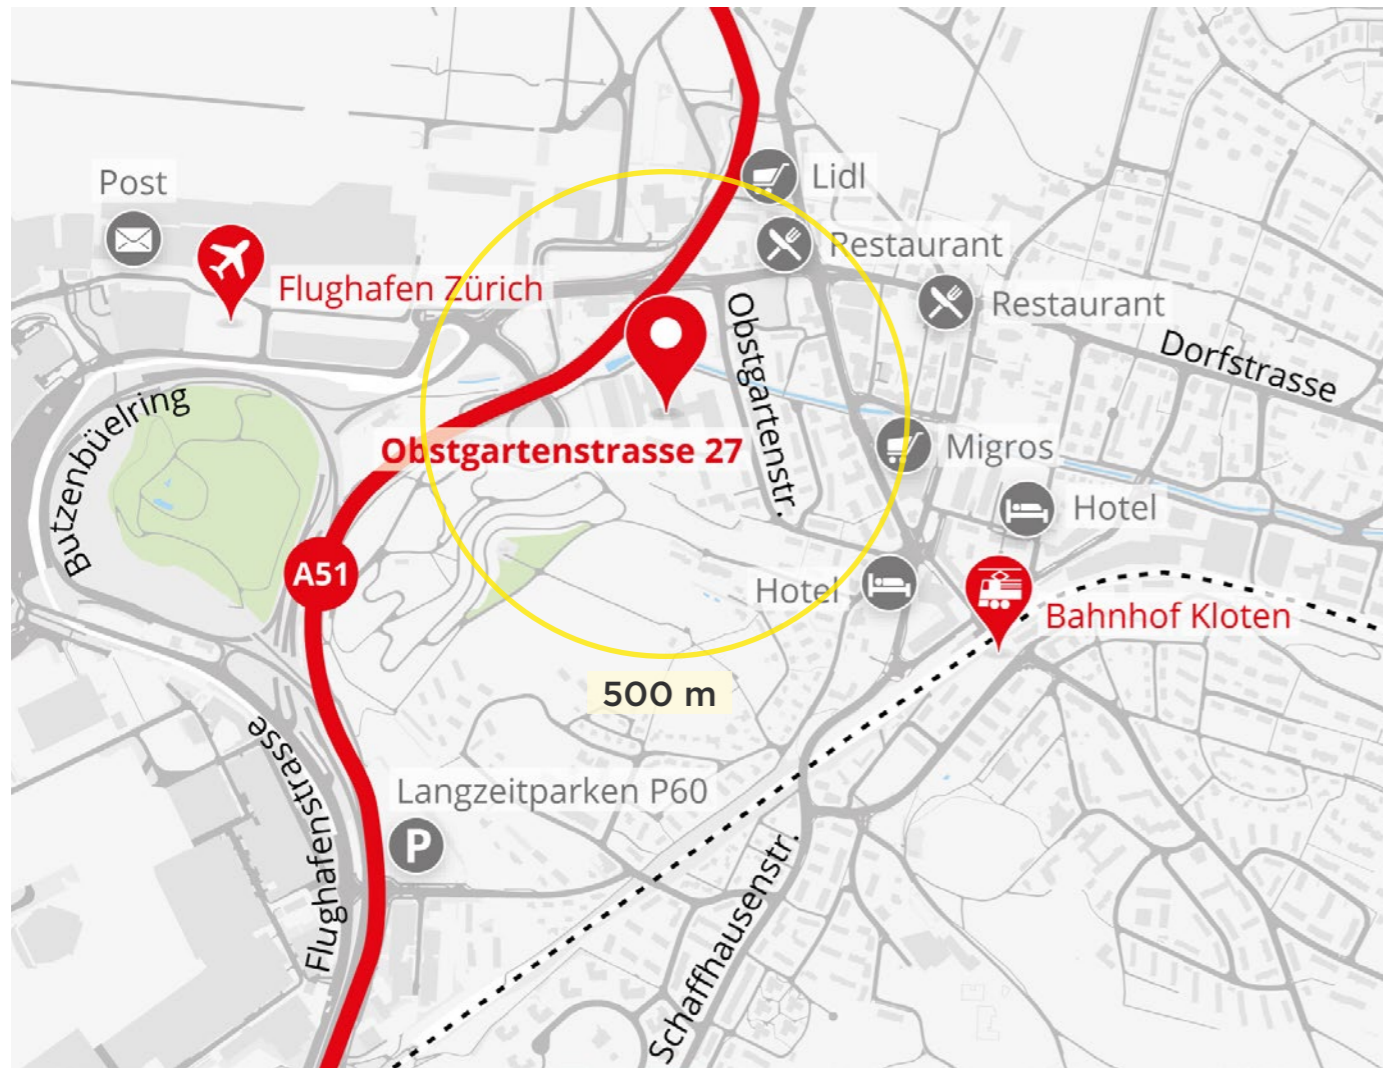 Lidl
Post
Restaurant
Flughafen Zürich
Restaurant
Obstgartenstr.
Dorfstrasse
Butzenbüelring
Obstgartenstrasse 27
Migros
Hotel
A51
Hotel
Bahnhof Kloten
500 m
Flughafenstrasse
Langzeitparken P60
P
Schaffhausenstr.